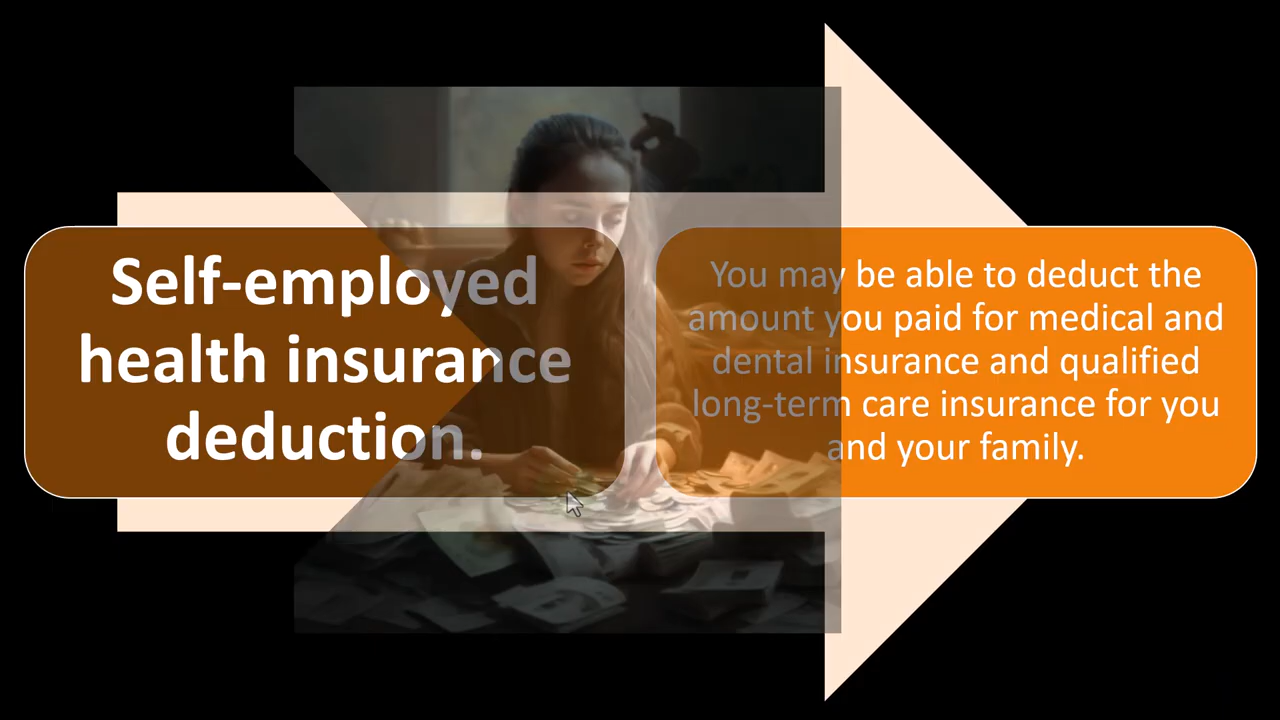 Self-employed
health insurance
deduction.
You may be able to deduct the
amount you paid for medical and
dental insurance and qualified
long-term care insurance for you
and your family.